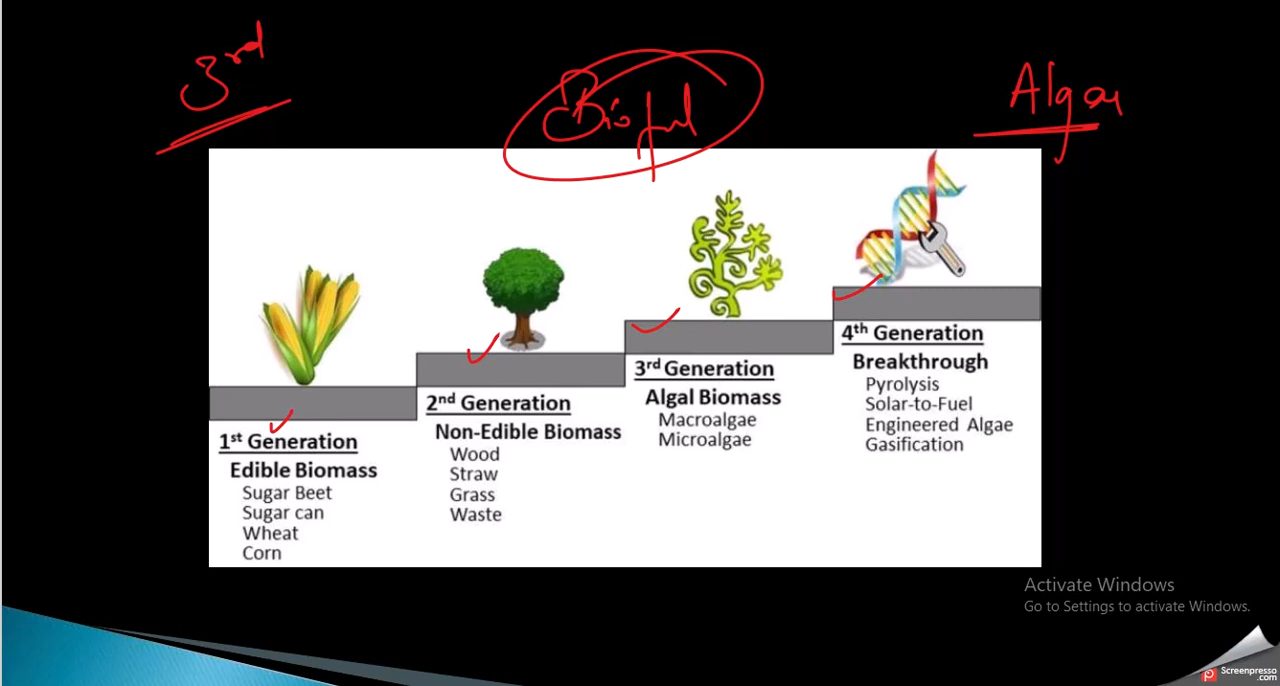 3rd
Biofuel
Algae
1st Generation
Edible Biomass
Sugar Beet
Sugar can
Wheat
Corn
2nd Generation
Non-Edible Biomass
Wood
Straw
Grass
Waste
3rd Generation
Algal Biomass
Macroalgae
Microalgae
4th Generation
Breakthrough
Pyrolysis
Solar-to-Fuel
Engineered Algae
Gasification
Activate Windows
Go to Settings to activate Windows.
Screenpresso
.com